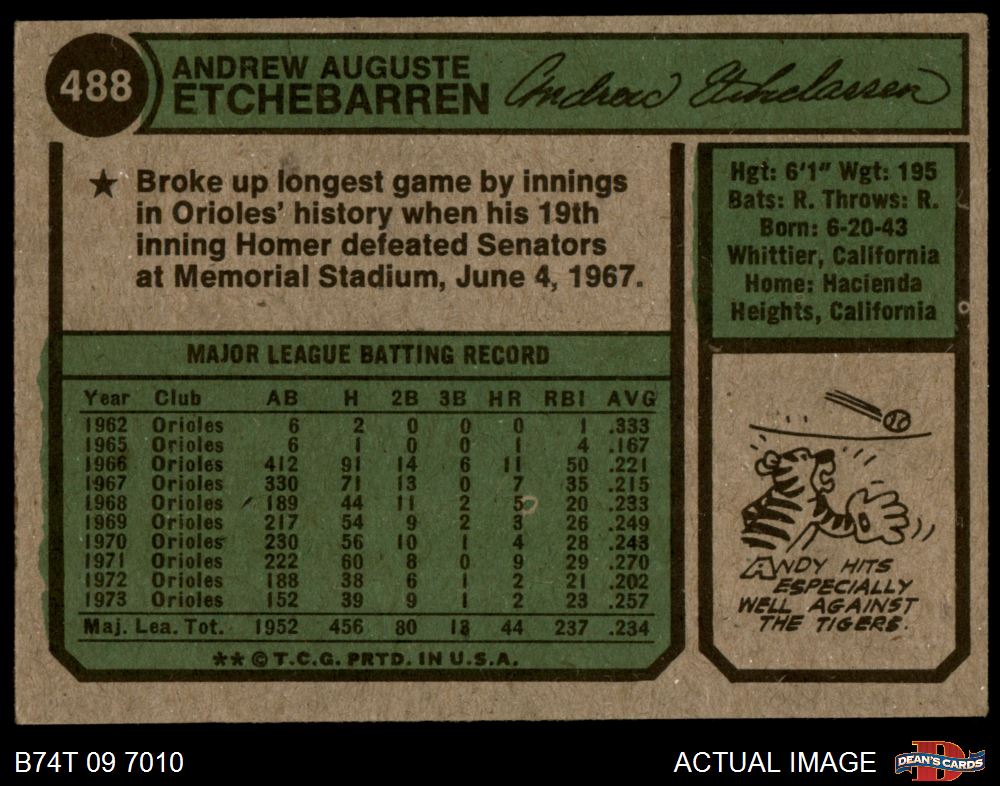 488
ANDREW AUGUSTE
ETCHEBARREN
Andrew Etchebarren
★ Broke up longest game by innings
in Orioles' history when his 19th
inning Homer defeated Senators
at Memorial Stadium, June 4, 1967.
Hgt: 6'1" Wgt: 195
Bats: R. Throws: R.
Born: 6-20-43
Whittier, California
Home: Hacienda
Heights, California
MAJOR LEAGUE BATTING RECORD
Year Club AB H 2B 3B HR RBI AVG
1962 Orioles 6 2 0 0 0 1 .333
1965 Orioles 6 1 0 0 1 4 .167
1966 Orioles 412 91 14 6 11 50 .221
1967 Orioles 330 71 13 0 7 35 .215
1968 Orioles 189 44 11 2 5 20 .233
1969 Orioles 217 54 9 2 3 26 .249
1970 Orioles 230 56 10 1 4 28 .243
1971 Orioles 222 60 8 0 9 29 .270
1972 Orioles 188 38 6 1 2 21 .202
1973 Orioles 152 39 9 1 2 23 .257
Maj. Lea. Tot. 1952 456 80 13 44 237 .234
** © T.C.G. PRTD. IN U.S.A.
ANDY HITS
ESPECIALLY
WELL AGAINST
THE TIGERS.
B74T 09 7010
ACTUAL IMAGE
D
DEAN'S CARDS